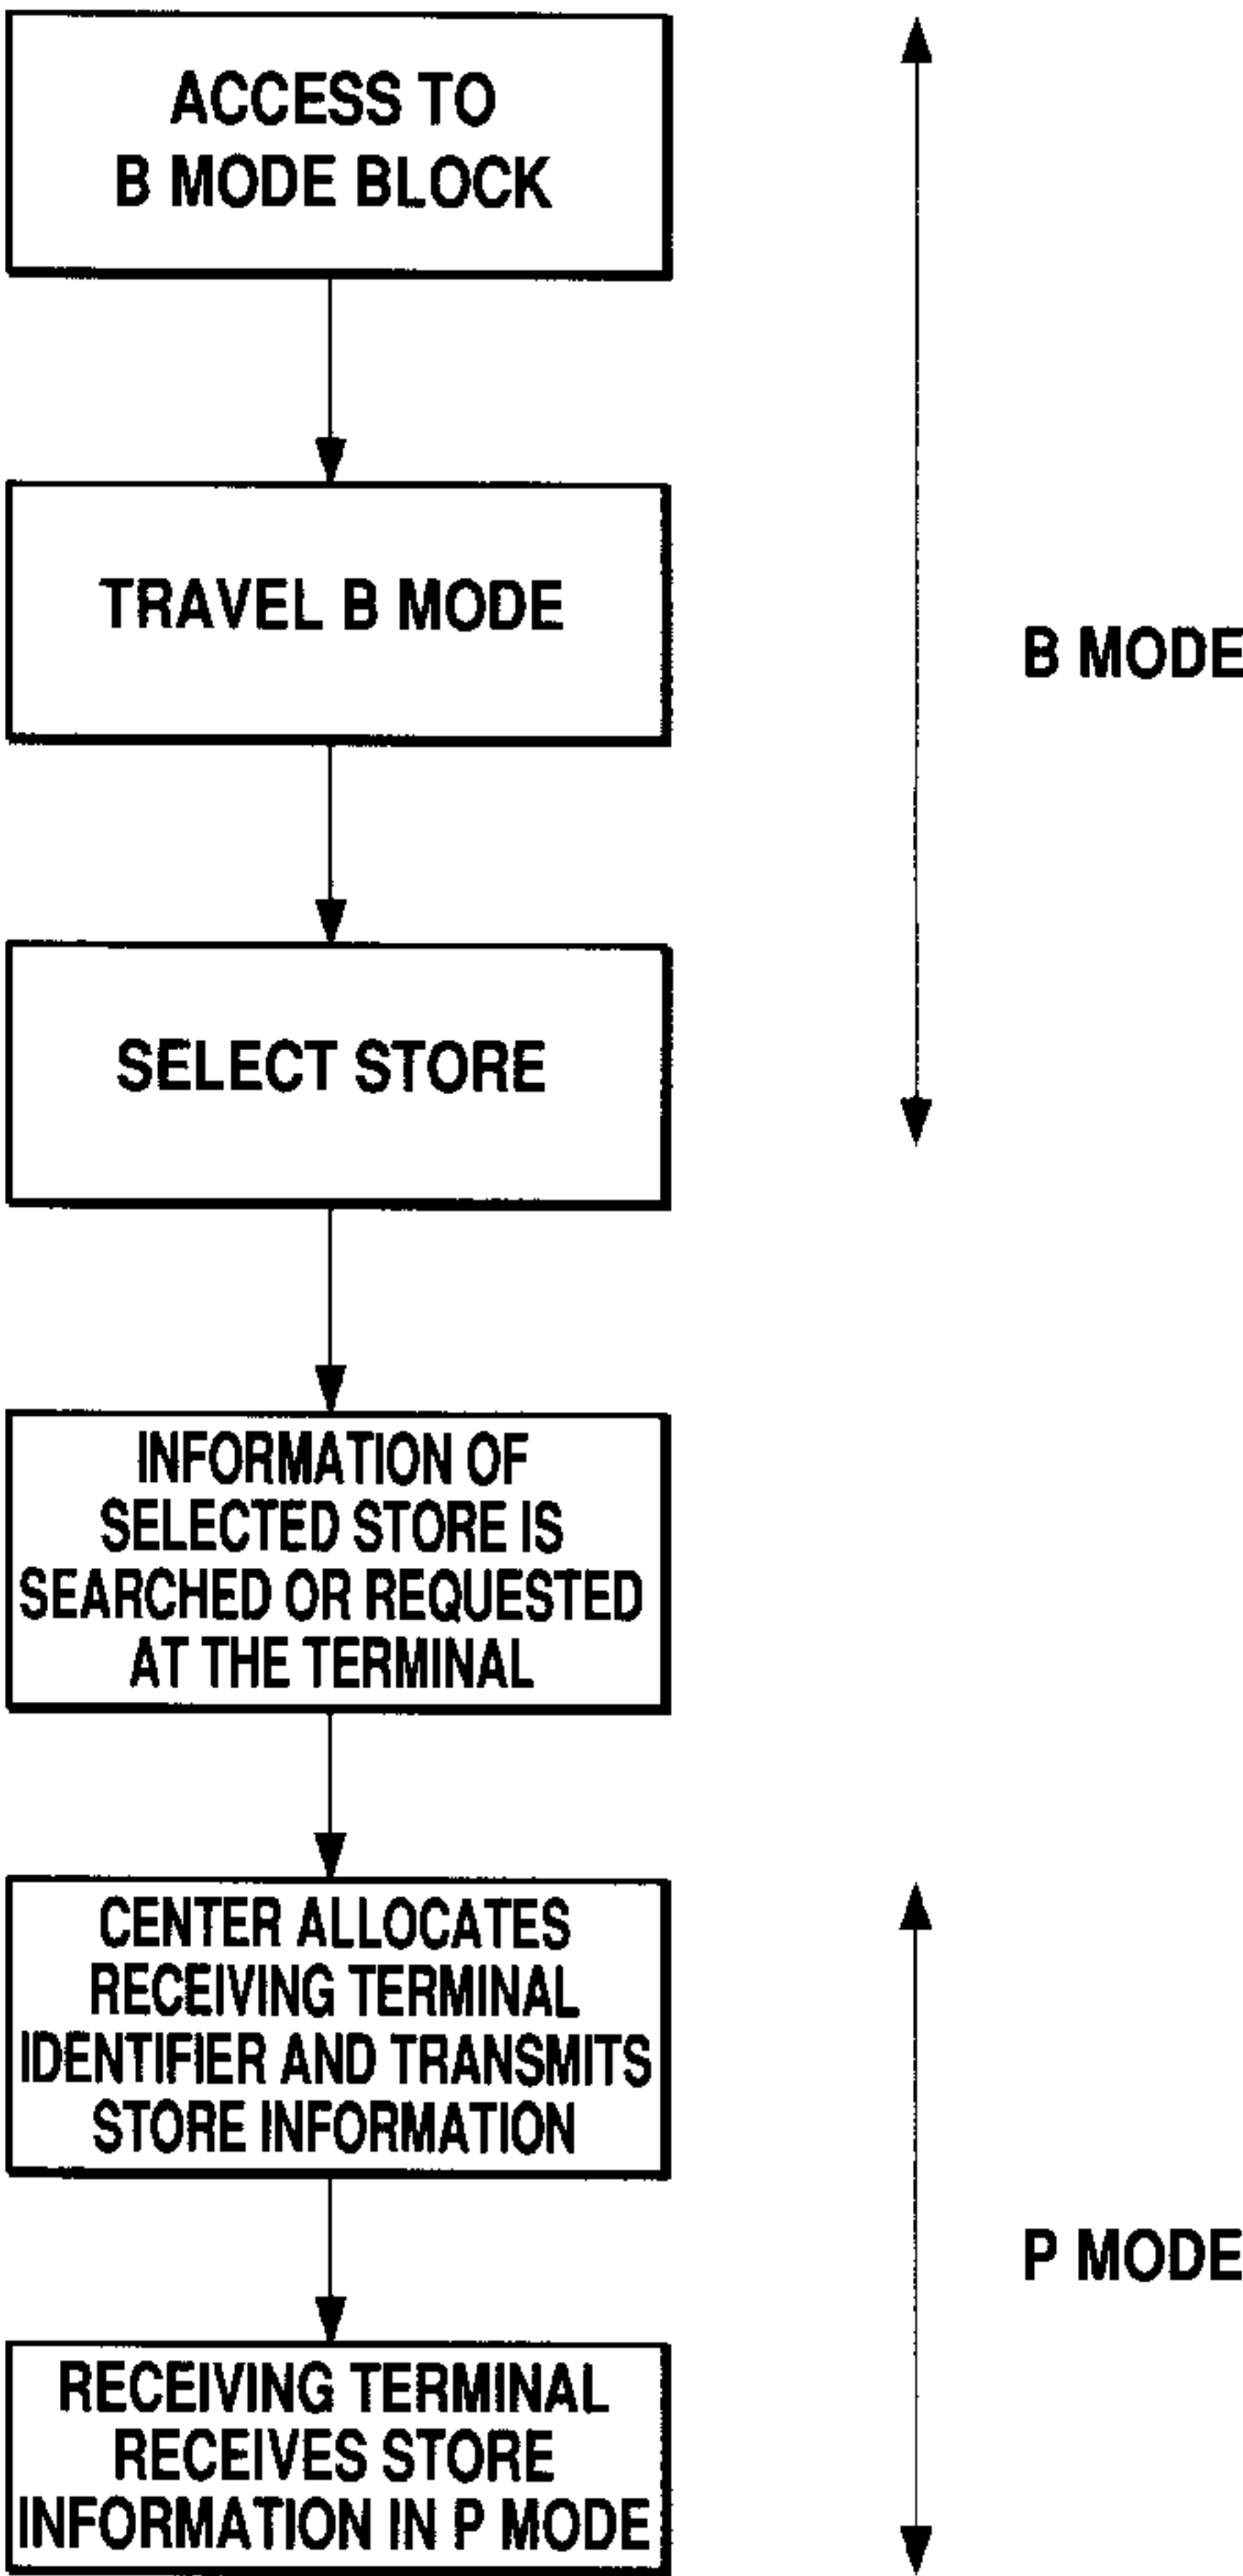 ACCESS TO
B MODE BLOCK
TRAVEL B MODE
B MODE
SELECT STORE
INFORMATION OF
SELECTED STORE IS
SEARCHED OR REQUESTED
AT THE TERMINAL
CENTER ALLOCATES
RECEIVING TERMINAL
IDENTIFIER AND TRANSMITS
STORE INFORMATION
P MODE
RECEIVING TERMINAL
RECEIVES STORE
INFORMATION IN P MODE